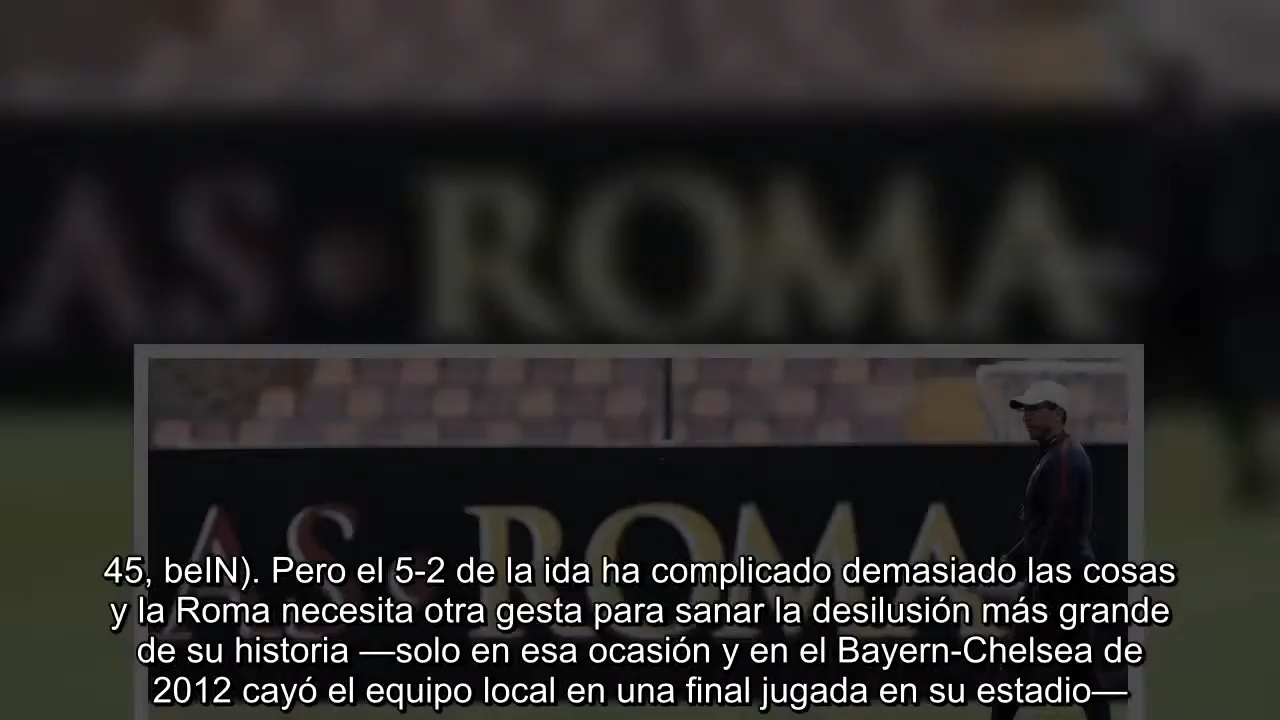 AS ROMA
AS ROMA
45, beIN). Pero el 5-2 de la ida ha complicado demasiado las cosas
y la Roma necesita otra gesta para sanar la desilusión más grande
de su historia —solo en esa ocasión y en el Bayern-Chelsea de
2012 cayó el equipo local en una final jugada en su estadio—